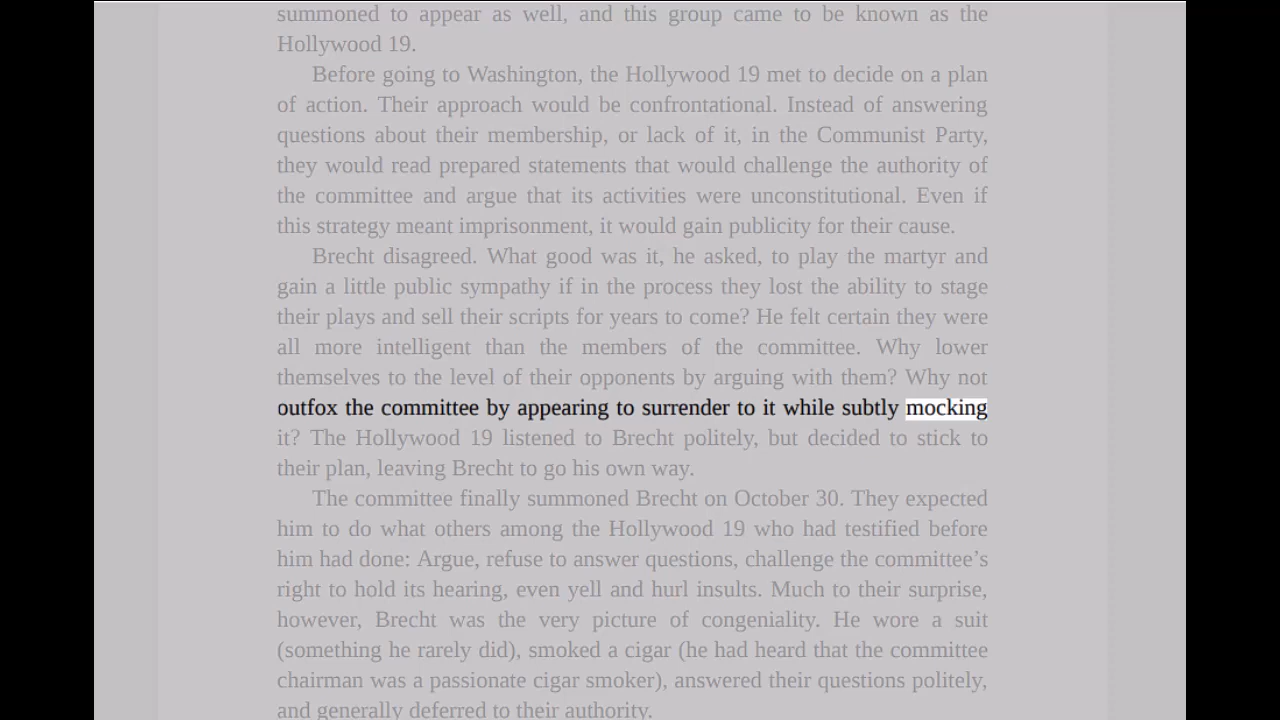 summoned to appear as well, and this group came to be known as the
Hollywood 19.
Before going to Washington, the Hollywood 19 met to decide on a plan
of action. Their approach would be confrontational. Instead of answering
questions about their membership, or lack of it, in the Communist Party,
they would read prepared statements that would challenge the authority of
the committee and argue that its activities were unconstitutional. Even if
this strategy meant imprisonment, it would gain publicity for their cause.
Brecht disagreed. What good was it, he asked, to play the martyr and
gain a little public sympathy if in the process they lost the ability to stage
their plays and sell their scripts for years to come? He felt certain they were
all more intelligent than the members of the committee. Why lower
themselves to the level of their opponents by arguing with them? Why not
outfox the committee by appearing to surrender to it while subtly mocking
it? The Hollywood 19 listened to Brecht politely, but decided to stick to
their plan, leaving Brecht to go his own way.
The committee finally summoned Brecht on October 30. They expected
him to do what others among the Hollywood 19 who had testified before
him had done: Argue, refuse to answer questions, challenge the committee’s
right to hold its hearing, even yell and hurl insults. Much to their surprise,
however, Brecht was the very picture of congeniality. He wore a suit
(something he rarely did), smoked a cigar (he had heard that the committee
chairman was a passionate cigar smoker), answered their questions politely,
and generally deferred to their authority.